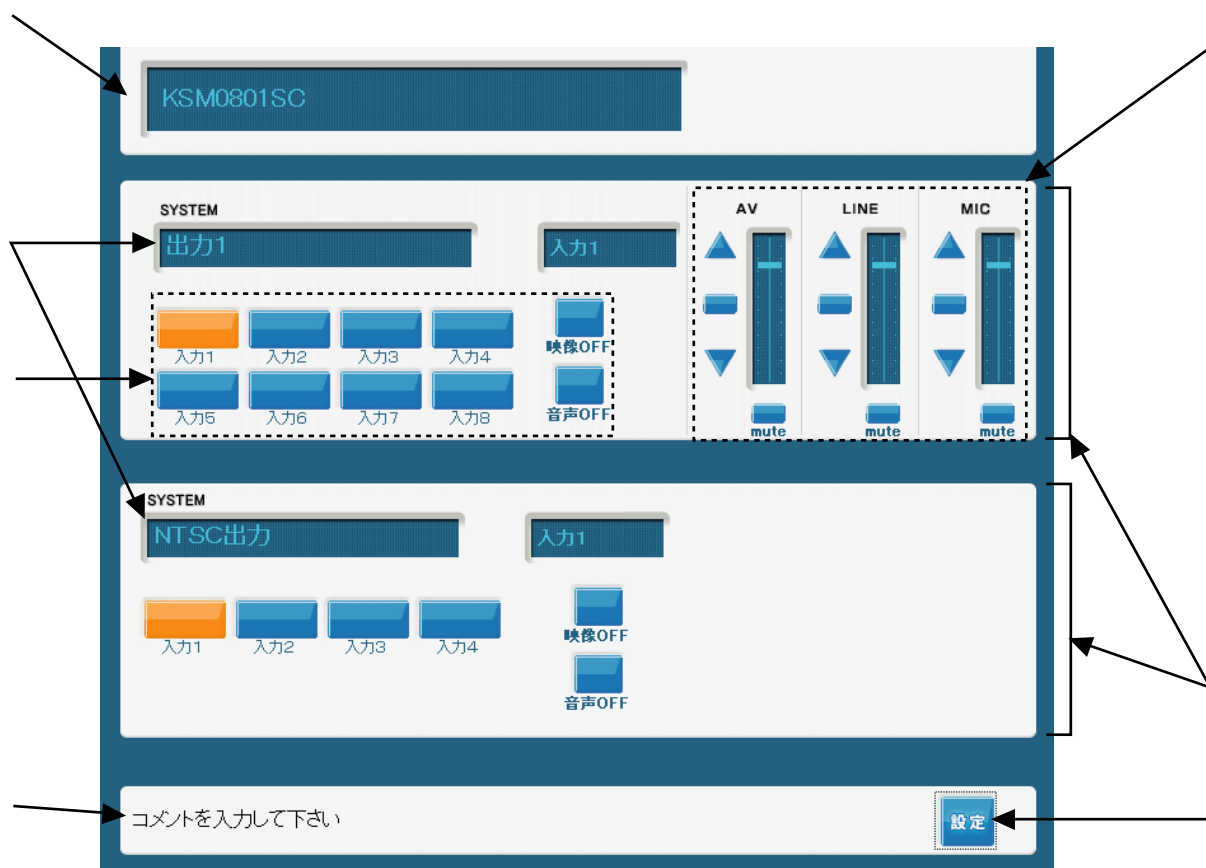 KSM0801SC
SYSTEM
出力1
入力1
AV
LINE
MIC
入力1
入力2
入力3
入力4
映像OFF
入力5
入力6
入力7
入力8
音声OFF
mute
mute
mute
SYSTEM
NTSC出力
入力1
入力1
入力2
入力3
入力4
映像OFF
音声OFF
コメントを入力して下さい
設定